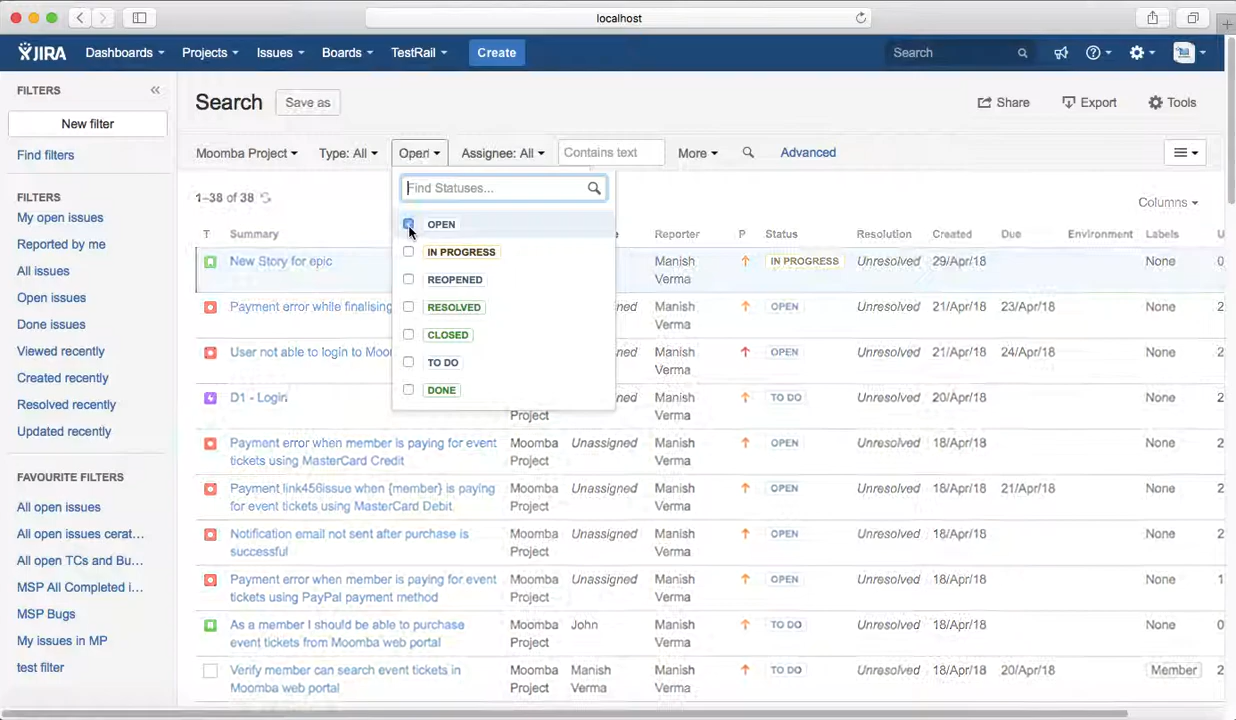 localhost
JIRA Dashboards Projects Issues Boards TestRail Create Search
FILTERS
New filter
Find filters
FILTERS
My open issues
Reported by me
All issues
Open issues
Done issues
Viewed recently
Created recently
Resolved recently
Updated recently
FAVOURITE FILTERS
All open issues
All open issues cerat...
All open TCs and Bu...
MSP All Completed i...
MSP Bugs
My issues in MP
test filter
Search Save as Share Export Tools
Moomba Project Type: All Open Assignee: All Contains text More Advanced
Find Statuses...
OPEN
IN PROGRESS
REOPENED
RESOLVED
CLOSED
TO DO
DONE
1–38 of 38 Columns
T Summary Reporter P Status Resolution Created Due Environment Labels U
New Story for epic Manish IN PROGRESS Unresolved 29/Apr/18 None 0
Verma
Payment error while finalising Manish OPEN Unresolved 21/Apr/18 23/Apr/18 None 2
Verma
User not able to login to Moo Manish OPEN Unresolved 21/Apr/18 24/Apr/18 None 2
Verma
D1 - Login Manish TO DO Unresolved 20/Apr/18 None 2
Project Verma
Payment error when member is paying for event Moomba Unassigned Manish OPEN Unresolved 18/Apr/18 None 2
tickets using MasterCard Credit Project Verma
Payment link456issue when {member} is paying Moomba Unassigned Manish OPEN Unresolved 18/Apr/18 21/Apr/18 None 2
for event tickets using MasterCard Debit Project Verma
Notification email not sent after purchase is Moomba Unassigned Manish OPEN Unresolved 18/Apr/18 None 2
successful Project Verma
Payment error when member is paying for event Moomba Unassigned Manish OPEN Unresolved 18/Apr/18 None 1
tickets using PayPal payment method Project Verma
As a member I should be able to purchase Moomba John Manish TO DO Unresolved 18/Apr/18 None 0
event tickets from Moomba web portal Project Verma
Verify member can search event tickets in Moomba Manish Manish TO DO Unresolved 18/Apr/18 20/Apr/18 Member 2
Moomba web portal Project Verma Verma